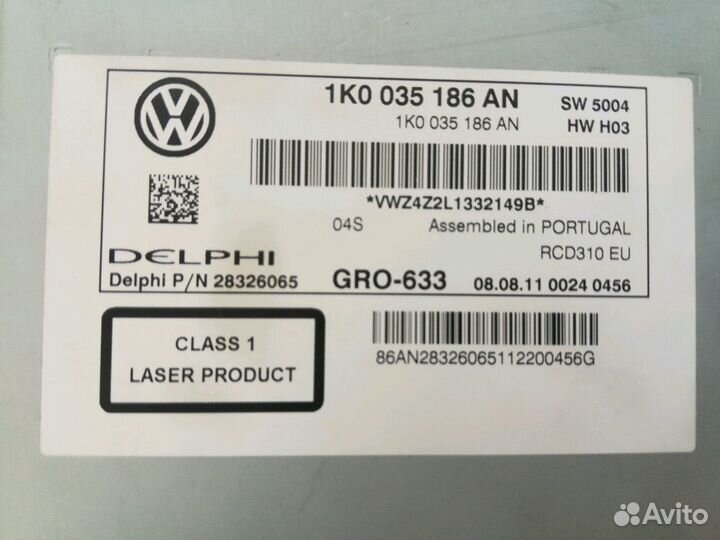 1K0 035 186 AN SW 5004
1K0 035 186 AN HW H03
*VWZ4Z2L1332149B*
04S Assembled in PORTUGAL
DELPHI RCD310 EU
Delphi P/N 28326065 GRO-633 08.08.11 0024 0456
CLASS 1
LASER PRODUCT
86AN28326065112200456G
Avito